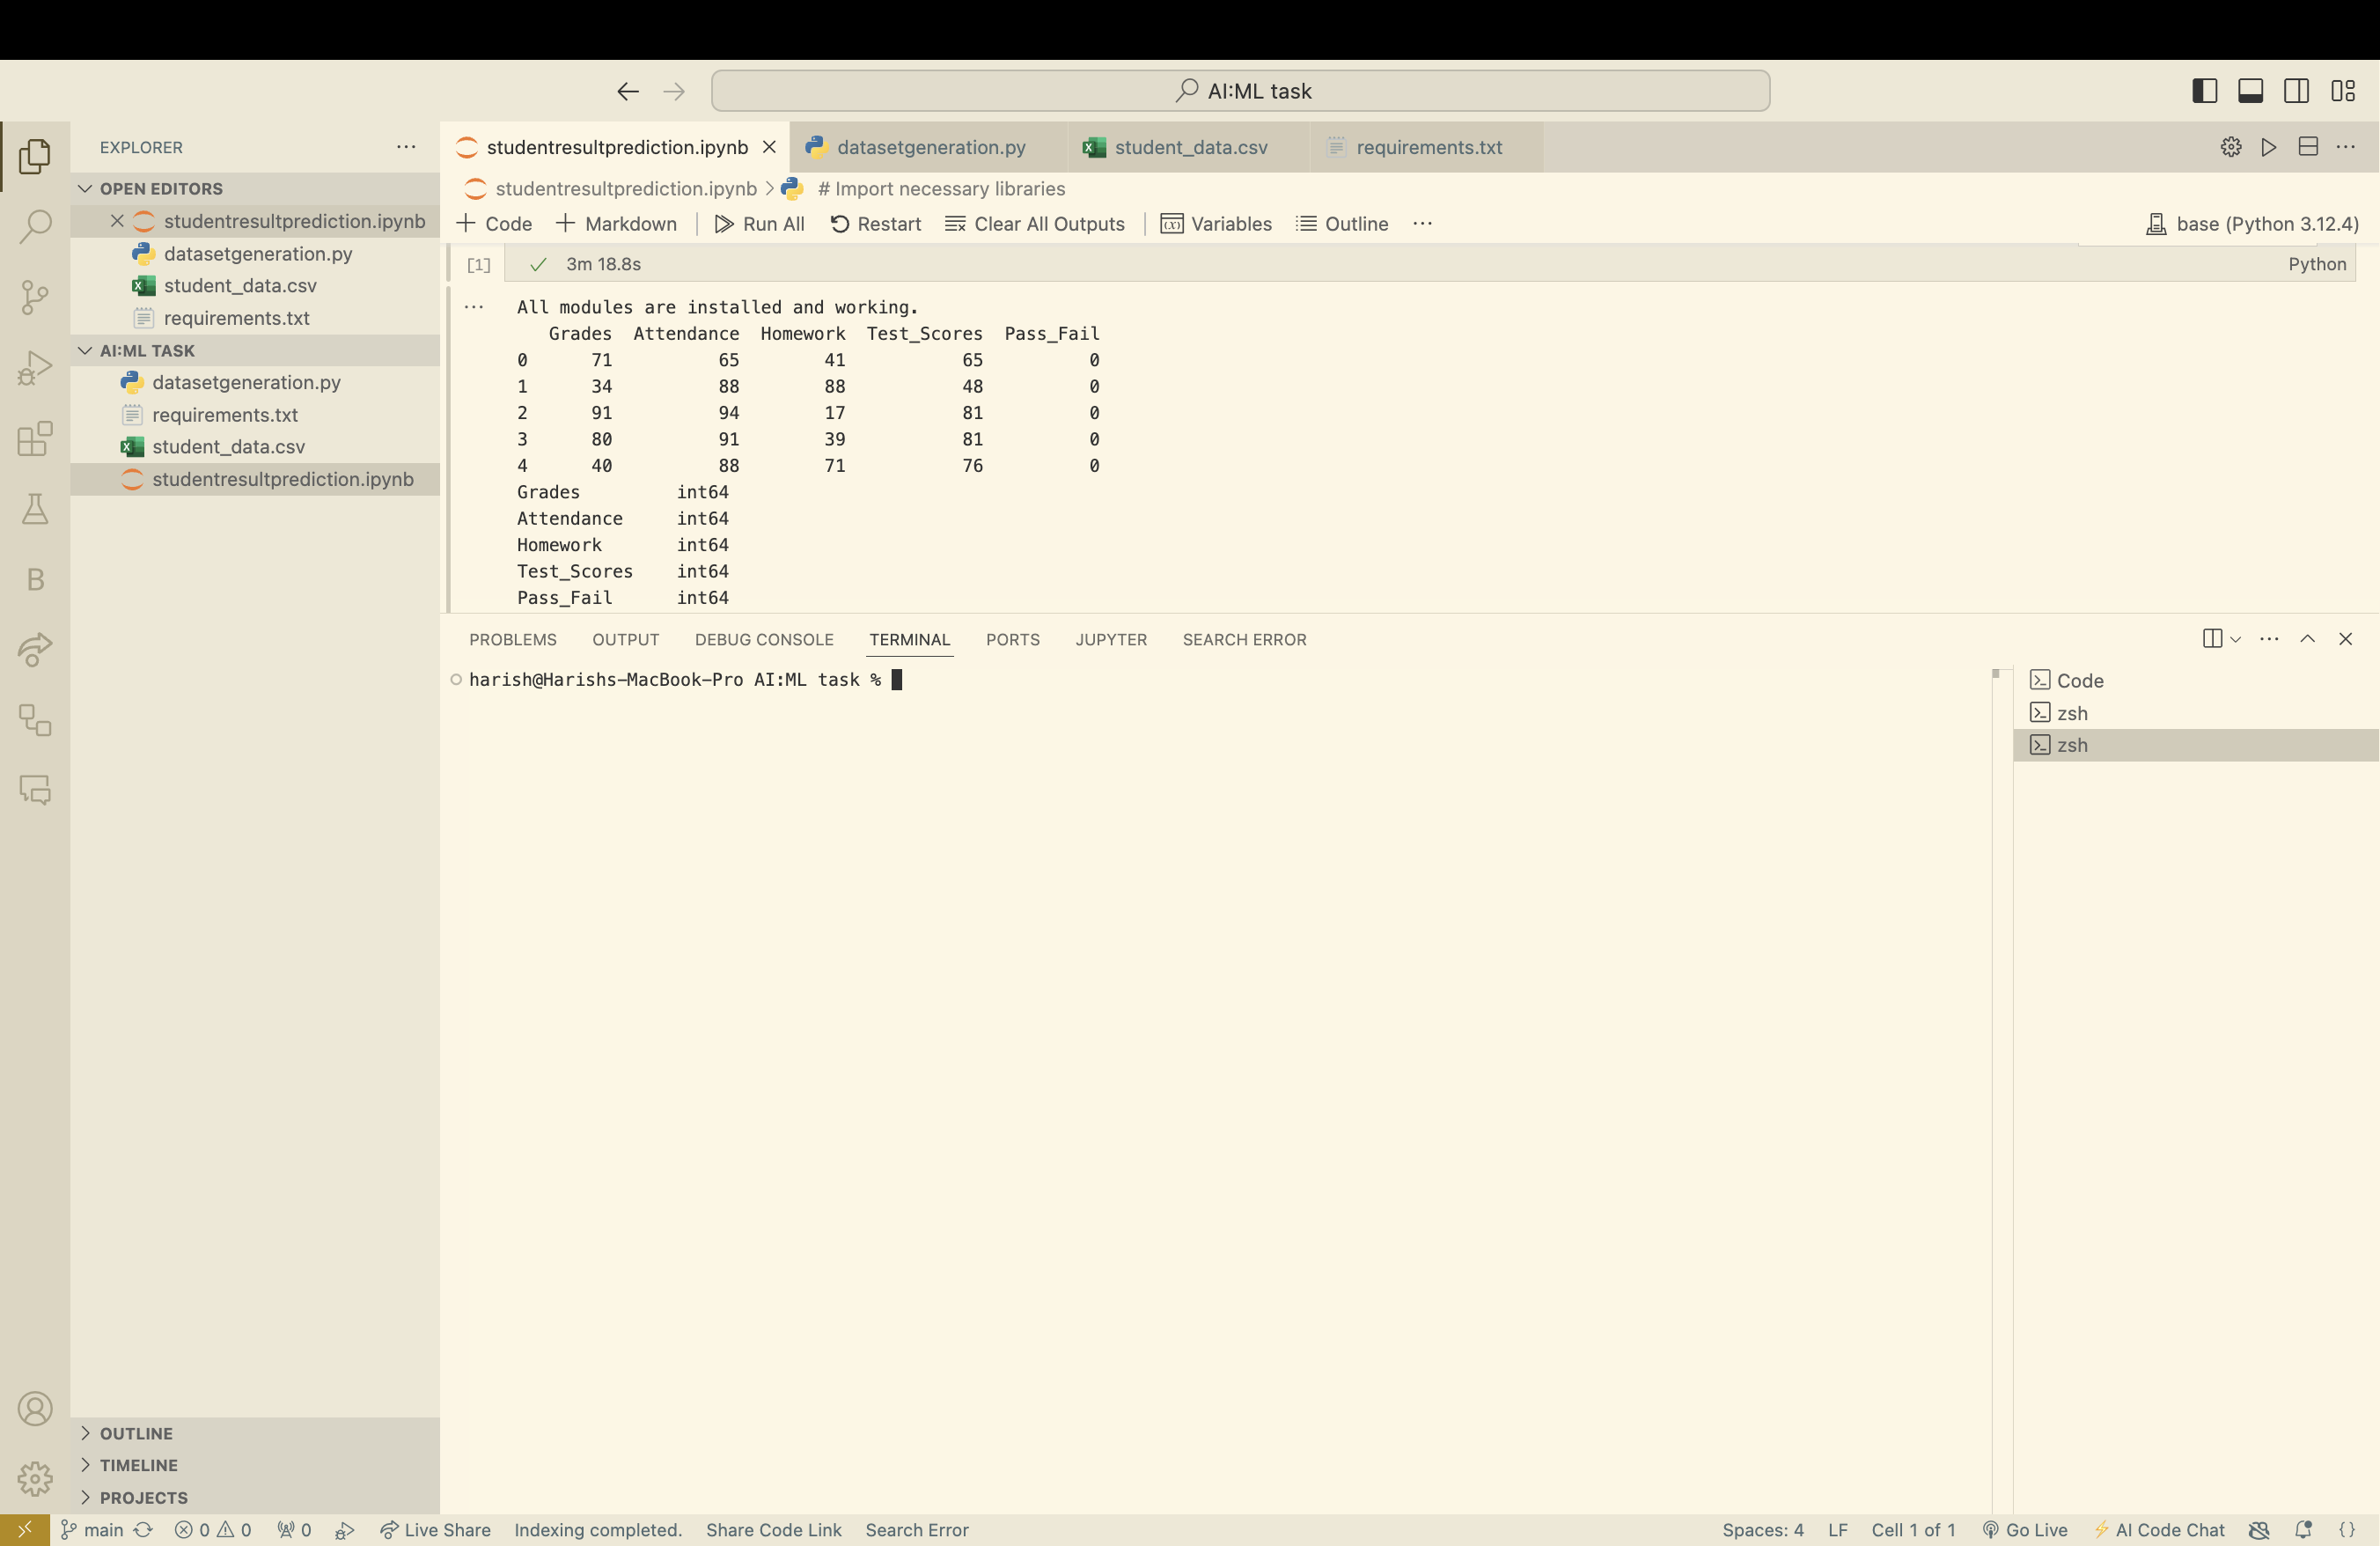 AI:ML task
EXPLORER
OPEN EDITORS
studentresultprediction.ipynb
datasetgeneration.py
student_data.csv
requirements.txt
AI:ML TASK
datasetgeneration.py
requirements.txt
student_data.csv
studentresultprediction.ipynb
OUTLINE
TIMELINE
PROJECTS
studentresultprediction.ipynb datasetgeneration.py student_data.csv requirements.txt
studentresultprediction.ipynb > # Import necessary libraries
+ Code + Markdown Run All Restart Clear All Outputs Variables Outline ... base (Python 3.12.4)
[1] ✓ 3m 18.8s Python
All modules are installed and working.
Grades Attendance Homework Test_Scores Pass_Fail
0 71 65 41 65 0
1 34 88 88 48 0
2 91 94 17 81 0
3 80 91 39 81 0
4 40 88 71 76 0
Grades int64
Attendance int64
Homework int64
Test_Scores int64
Pass_Fail int64
PROBLEMS OUTPUT DEBUG CONSOLE TERMINAL PORTS JUPYTER SEARCH ERROR
harish@Harishs-MacBook-Pro AI:ML task %
Code
zsh
zsh
main 0 0 0 Live Share Indexing completed. Share Code Link Search Error Spaces: 4 LF Cell 1 of 1 Go Live AI Code Chat {}